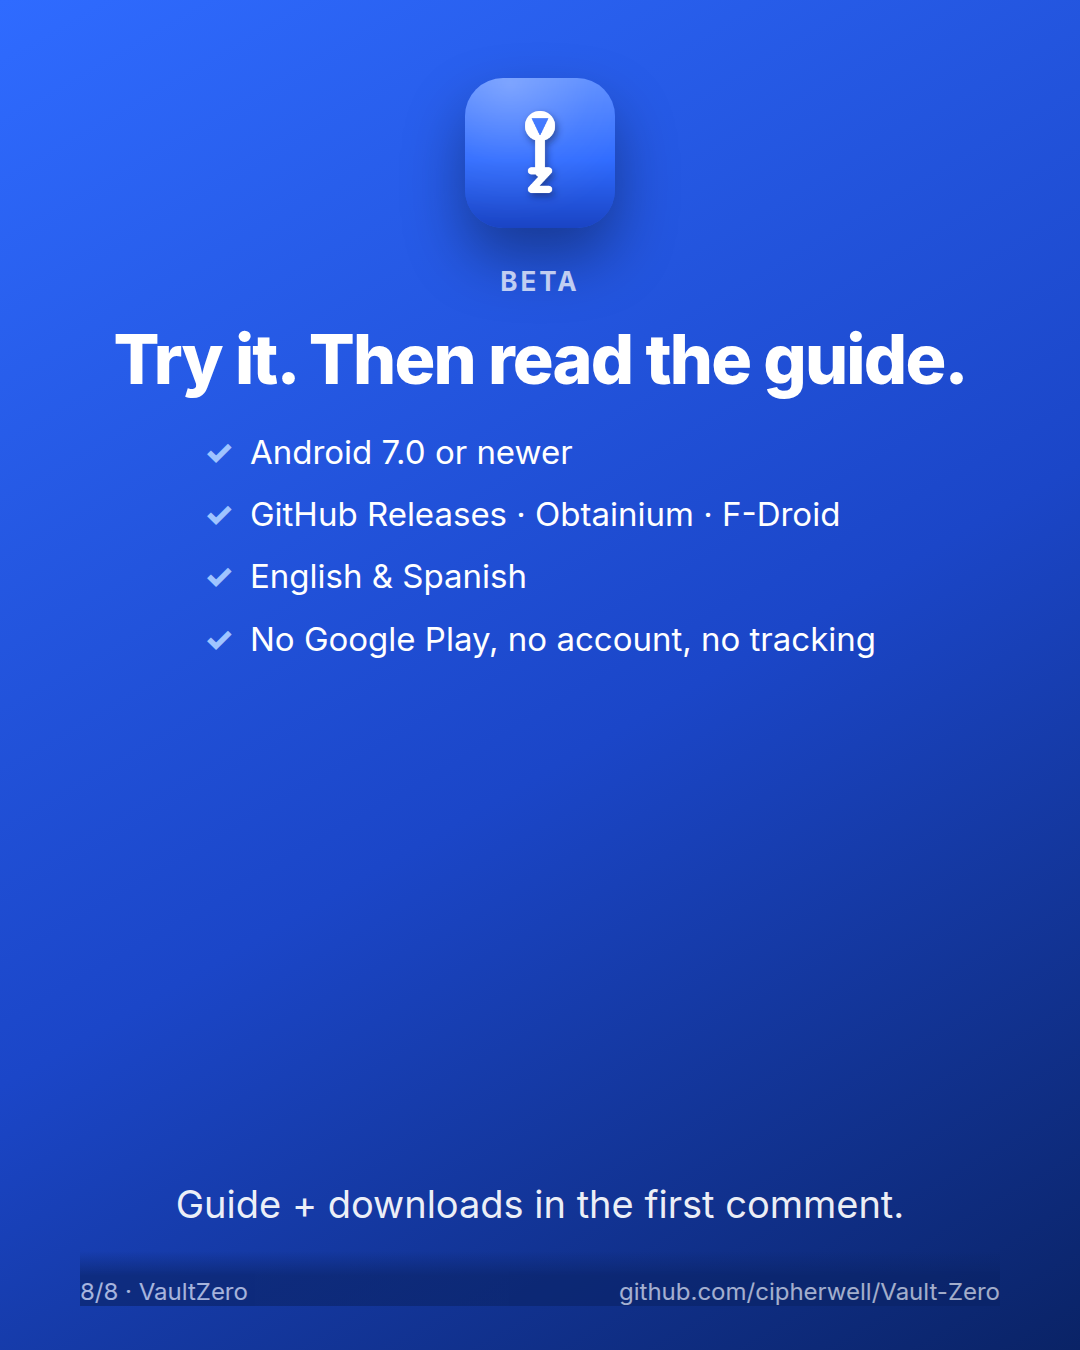 BETA
Try it. Then read the guide.
Android 7.0 or newer
GitHub Releases · Obtainium · F-Droid
English & Spanish
No Google Play, no account, no tracking
Guide + downloads in the first comment.
8/8 · VaultZero
github.com/cipherwell/Vault-Zero